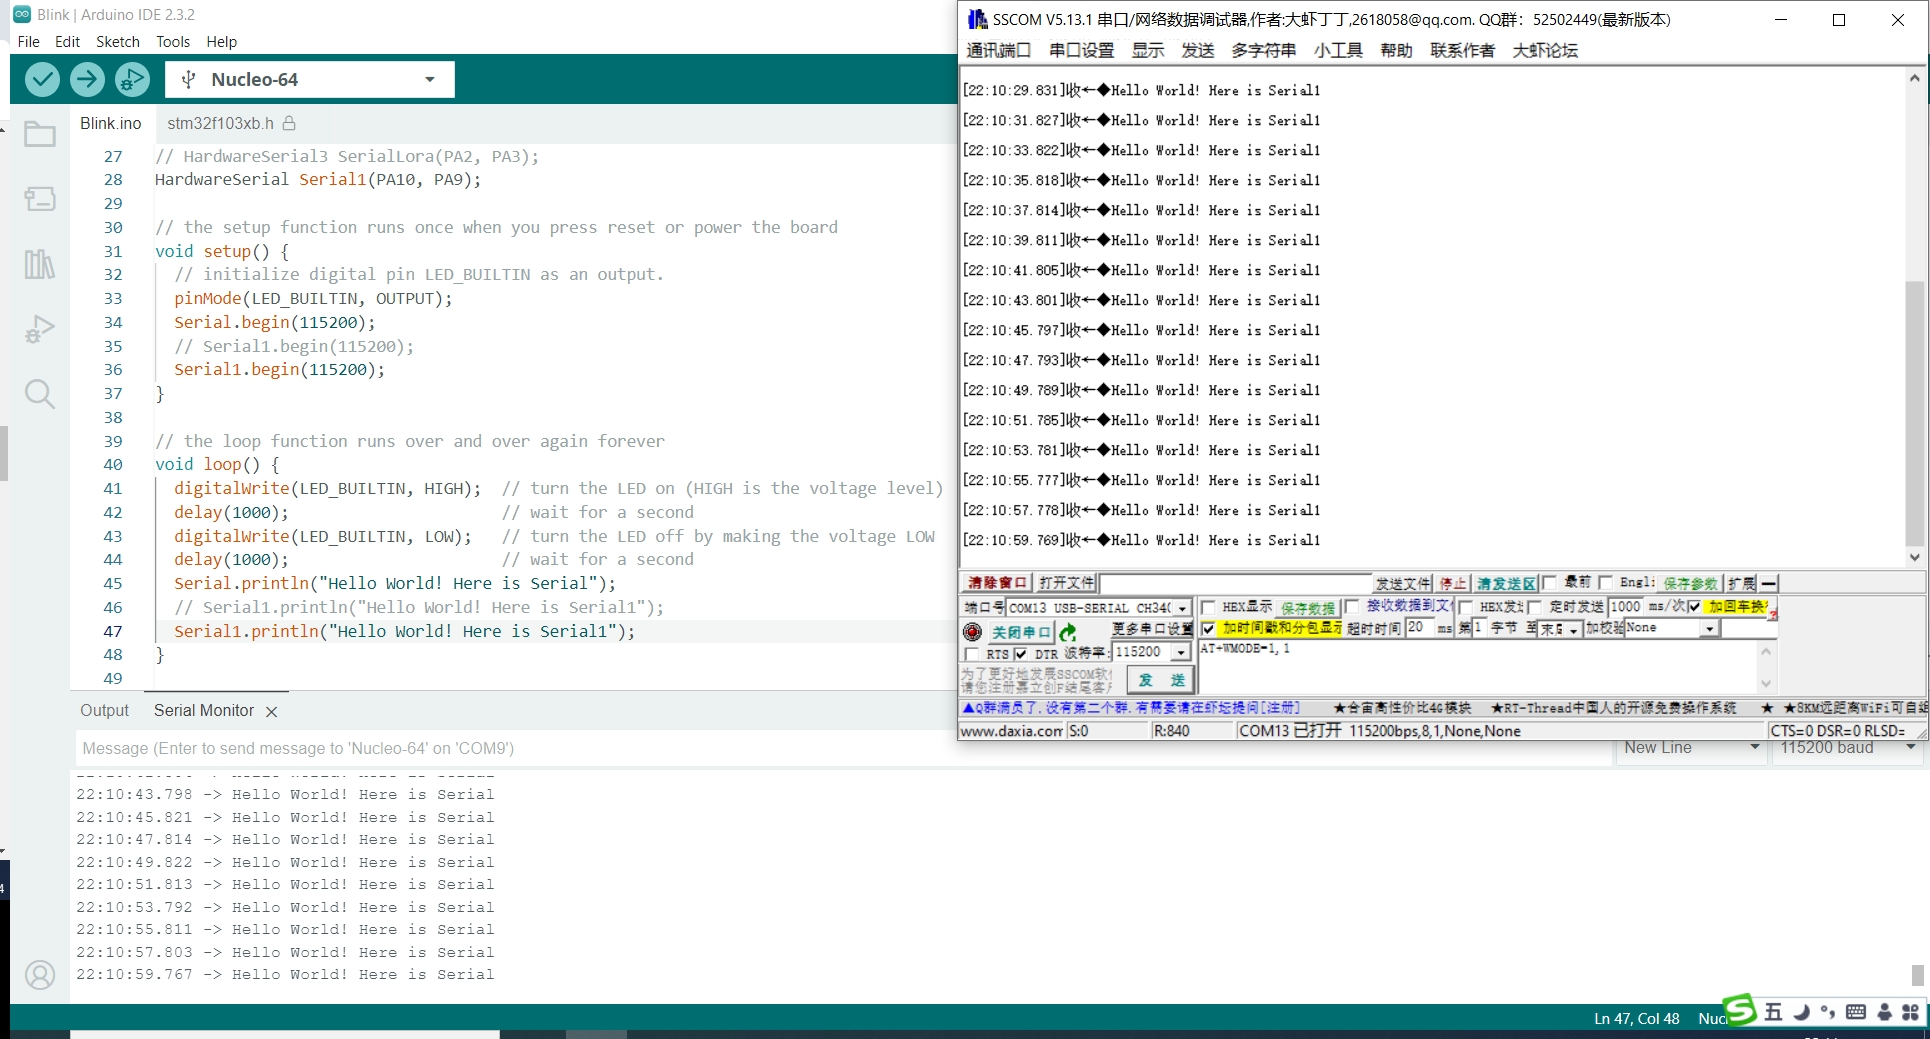 Blink | Arduino IDE 2.3.2
File Edit Sketch Tools Help
Nucleo-64
Blink.ino stm32f103xb.h
27 // HardwareSerial3 SerialLora(PA2, PA3);
28 HardwareSerial Serial1(PA10, PA9);
29
30 // the setup function runs once when you press reset or power the board
31 void setup() {
32 // initialize digital pin LED_BUILTIN as an output.
33 pinMode(LED_BUILTIN, OUTPUT);
34 Serial.begin(115200);
35 // Serial1.begin(115200);
36 Serial1.begin(115200);
37 }
38
39 // the loop function runs over and over again forever
40 void loop() {
41 digitalWrite(LED_BUILTIN, HIGH); // turn the LED on (HIGH is the voltage level)
42 delay(1000); // wait for a second
43 digitalWrite(LED_BUILTIN, LOW); // turn the LED off by making the voltage LOW
44 delay(1000); // wait for a second
45 Serial.println("Hello World! Here is Serial");
46 // Serial1.println("Hello World! Here is Serial1");
47 Serial1.println("Hello World! Here is Serial1");
48 }
49
SSCOM V5.13.1 串口/网络数据调试器,作者:大虾丁丁,2618058@qq.com. QQ群: 52502449(最新版本)
通讯端口 串口设置 显示 发送 多字符串 小工具 帮助 联系作者 大虾论坛
[22:10:29.831]收←◆Hello World! Here is Serial1
[22:10:31.827]收←◆Hello World! Here is Serial1
[22:10:33.822]收←◆Hello World! Here is Serial1
[22:10:35.818]收←◆Hello World! Here is Serial1
[22:10:37.814]收←◆Hello World! Here is Serial1
[22:10:39.811]收←◆Hello World! Here is Serial1
[22:10:41.805]收←◆Hello World! Here is Serial1
[22:10:43.801]收←◆Hello World! Here is Serial1
[22:10:45.797]收←◆Hello World! Here is Serial1
[22:10:47.793]收←◆Hello World! Here is Serial1
[22:10:49.789]收←◆Hello World! Here is Serial1
[22:10:51.785]收←◆Hello World! Here is Serial1
[22:10:53.781]收←◆Hello World! Here is Serial1
[22:10:55.777]收←◆Hello World! Here is Serial1
[22:10:57.778]收←◆Hello World! Here is Serial1
[22:10:59.769]收←◆Hello World! Here is Serial1
清除窗口 打开文件 发送文件 停止 清发送区 最前 Engli 保存参数 扩展 —
端口号 COM13 USB-SERIAL CH34 HEX显示 保存数据 接收数据到文 HEX发 定时发送 1000 ms/次 加回车换
关闭串口 更多串口设置 加时间戳和分包显示 超时时间 20 ms 第1 字节 至 末尾 加校验 None
RTS DTR 波特率: 115200 AT+WMODE=1,1
为了更好地发展SSCOM软
请您注册嘉立创F结尾客
发 送
▲Q群满员了,没有第二个群.有需要请在虾坛提问[注册] ★合宙高性价比4G模块 ★RT-Thread中国人的开源免费操作系统 ★ ★8KM远距离WiFi可自组
www.daxia.com S:0 R:840 COM13 已打开 115200bps,8,1,None,None CTS=0 DSR=0 RLSD=
Output Serial Monitor
Message (Enter to send message to 'Nucleo-64' on 'COM9') New Line 115200 baud
22:10:43.798 -> Hello World! Here is Serial
22:10:45.821 -> Hello World! Here is Serial
22:10:47.814 -> Hello World! Here is Serial
22:10:49.822 -> Hello World! Here is Serial
22:10:51.813 -> Hello World! Here is Serial
22:10:53.792 -> Hello World! Here is Serial
22:10:55.811 -> Hello World! Here is Serial
22:10:57.803 -> Hello World! Here is Serial
22:10:59.767 -> Hello World! Here is Serial
Ln 47, Col 48 Nuc
五